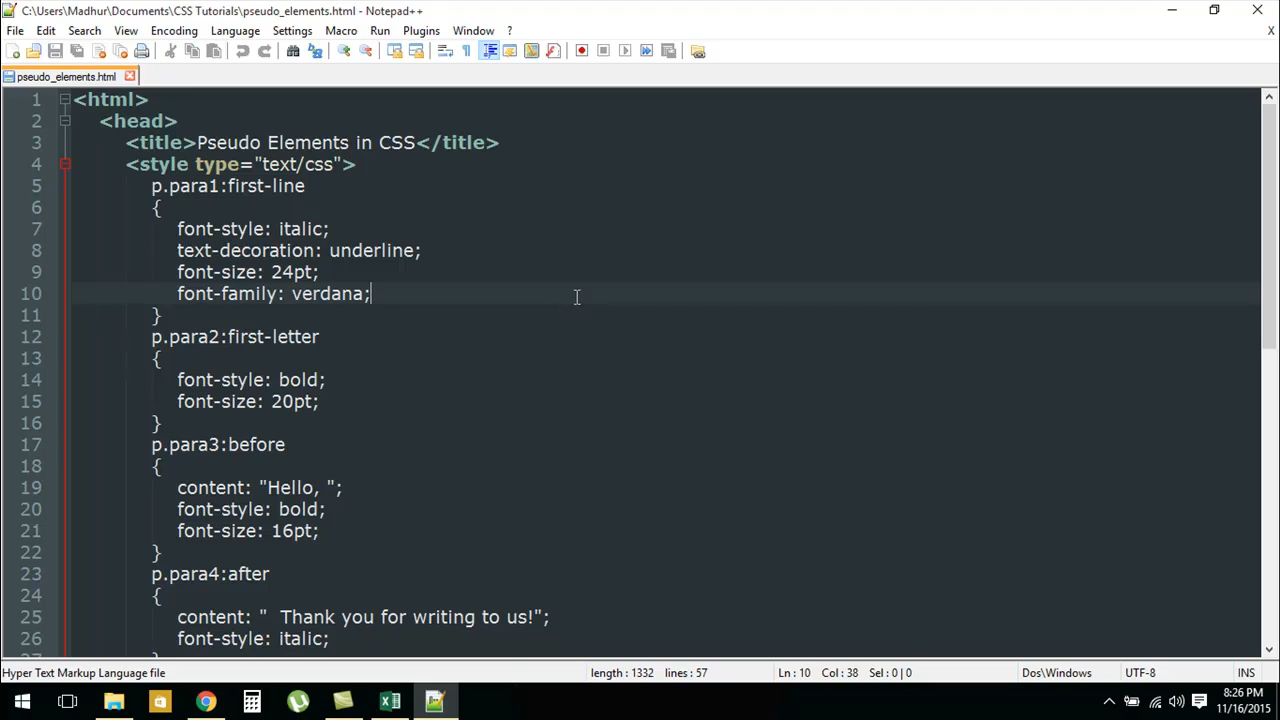 C:\Users\Madhur\Documents\CSS Tutorials\pseudo_elements.html - Notepad++
File Edit Search View Encoding Language Settings Macro Run Plugins Window ? X
pseudo_elements.html
1 <html>
2 <head>
3 <title>Pseudo Elements in CSS</title>
4 <style type="text/css">
5 p.para1:first-line
6 {
7 font-style: italic;
8 text-decoration: underline;
9 font-size: 24pt;
10 font-family: verdana;
11 }
12 p.para2:first-letter
13 {
14 font-style: bold;
15 font-size: 20pt;
16 }
17 p.para3:before
18 {
19 content: "Hello, ";
20 font-style: bold;
21 font-size: 16pt;
22 }
23 p.para4:after
24 {
25 content: "  Thank you for writing to us!";
26 font-style: italic;
27 }
Hyper Text Markup Language file length : 1332 lines : 57 Ln : 10 Col : 38 Sel : 0 | 0 Dos\Windows UTF-8 INS
8:26 PM
11/16/2015